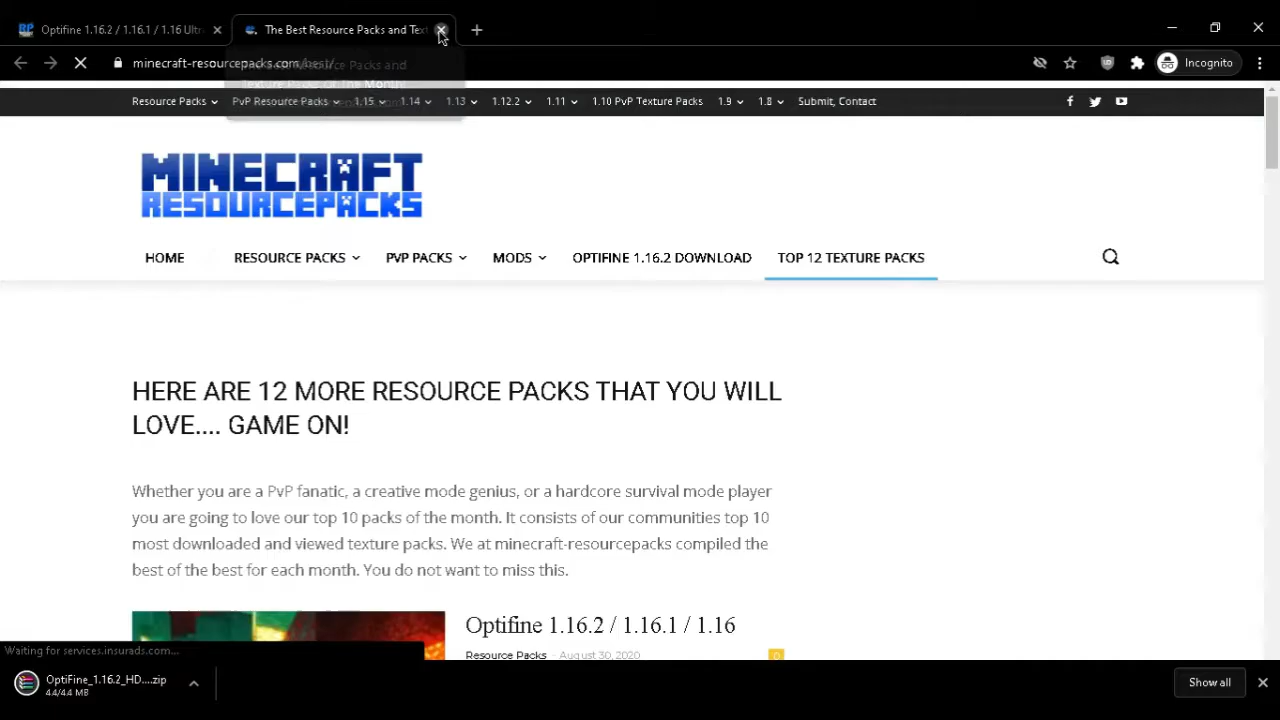 Optifine 1.16.2 / 1.16.1 / 1.16 Ultr
The Best Resource Packs and Text
minecraft-resourcepacks.com/best/
Incognito
Resource Packs
PvP Resource Packs
1.15
1.14
1.13
1.12.2
1.11
1.10 PvP Texture Packs
1.9
1.8
Submit, Contact
MINECRAFT
RESOURCEPACKS
HOME
RESOURCE PACKS
PVP PACKS
MODS
OPTIFINE 1.16.2 DOWNLOAD
TOP 12 TEXTURE PACKS
HERE ARE 12 MORE RESOURCE PACKS THAT YOU WILL
LOVE.... GAME ON!
Whether you are a PvP fanatic, a creative mode genius, or a hardcore survival mode player
you are going to love our top 10 packs of the month. It consists of our communities top 10
most downloaded and viewed texture packs. We at minecraft-resourcepacks compiled the
best of the best for each month. You do not want to miss this.
Optifine 1.16.2 / 1.16.1 / 1.16
Resource Packs - August 30, 2020
0
Waiting for services.insurads.com...
OptiFine_1.16.2_HD....zip
4.4/4.4 MB
Show all